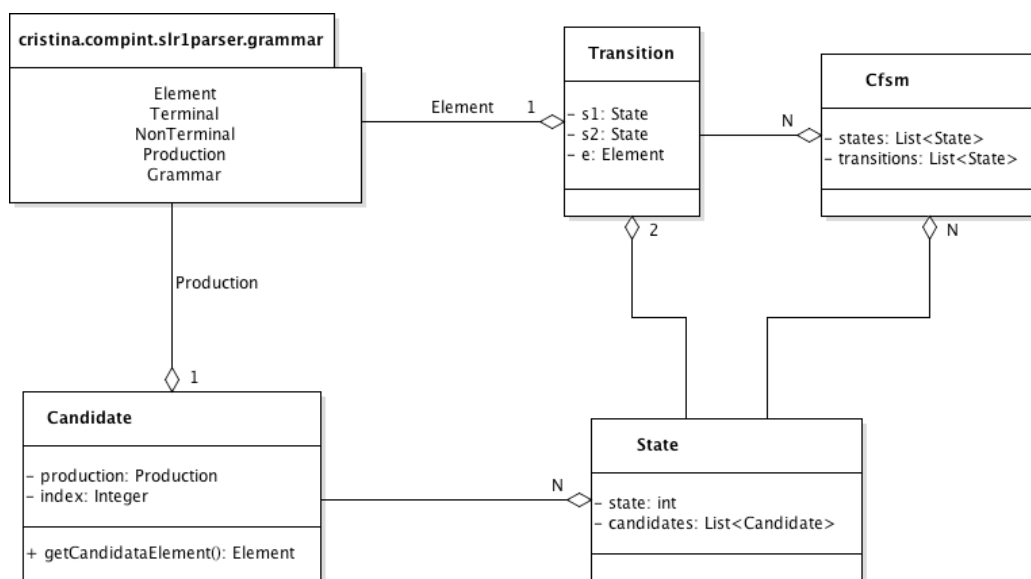 cristina.compint.slr1parser.grammar
Element
Terminal
NonTerminal
Production
Grammar
Element
1
Transition
- s1: State
- s2: State
- e: Element
N
Cfsm
- states: List<State>
- transitions: List<State>
2
N
Production
1
Candidate
- production: Production
- index: Integer
+ getCandidataElement(): Element
N
State
- state: int
- candidates: List<Candidate>